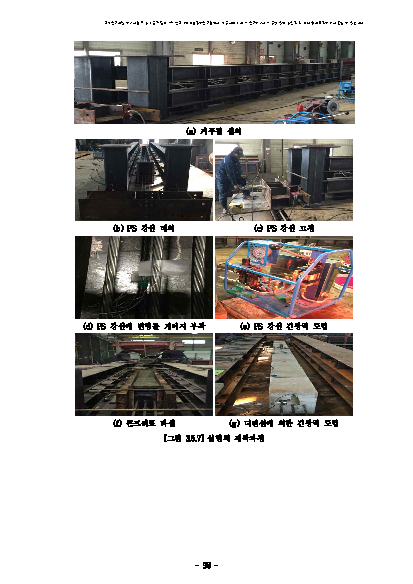 (a) 거푸집 설치
(b) PS 강선 배치
(c) PS 강선 고정
(d) PS 강선에 변형률 게이지 부착
(e) PS 강선 긴장력 도입
(f) 콘크리트 타설
(g) 디텐션에 의한 긴장력 도입
[그림 3.5.7] 실험체 제작과정